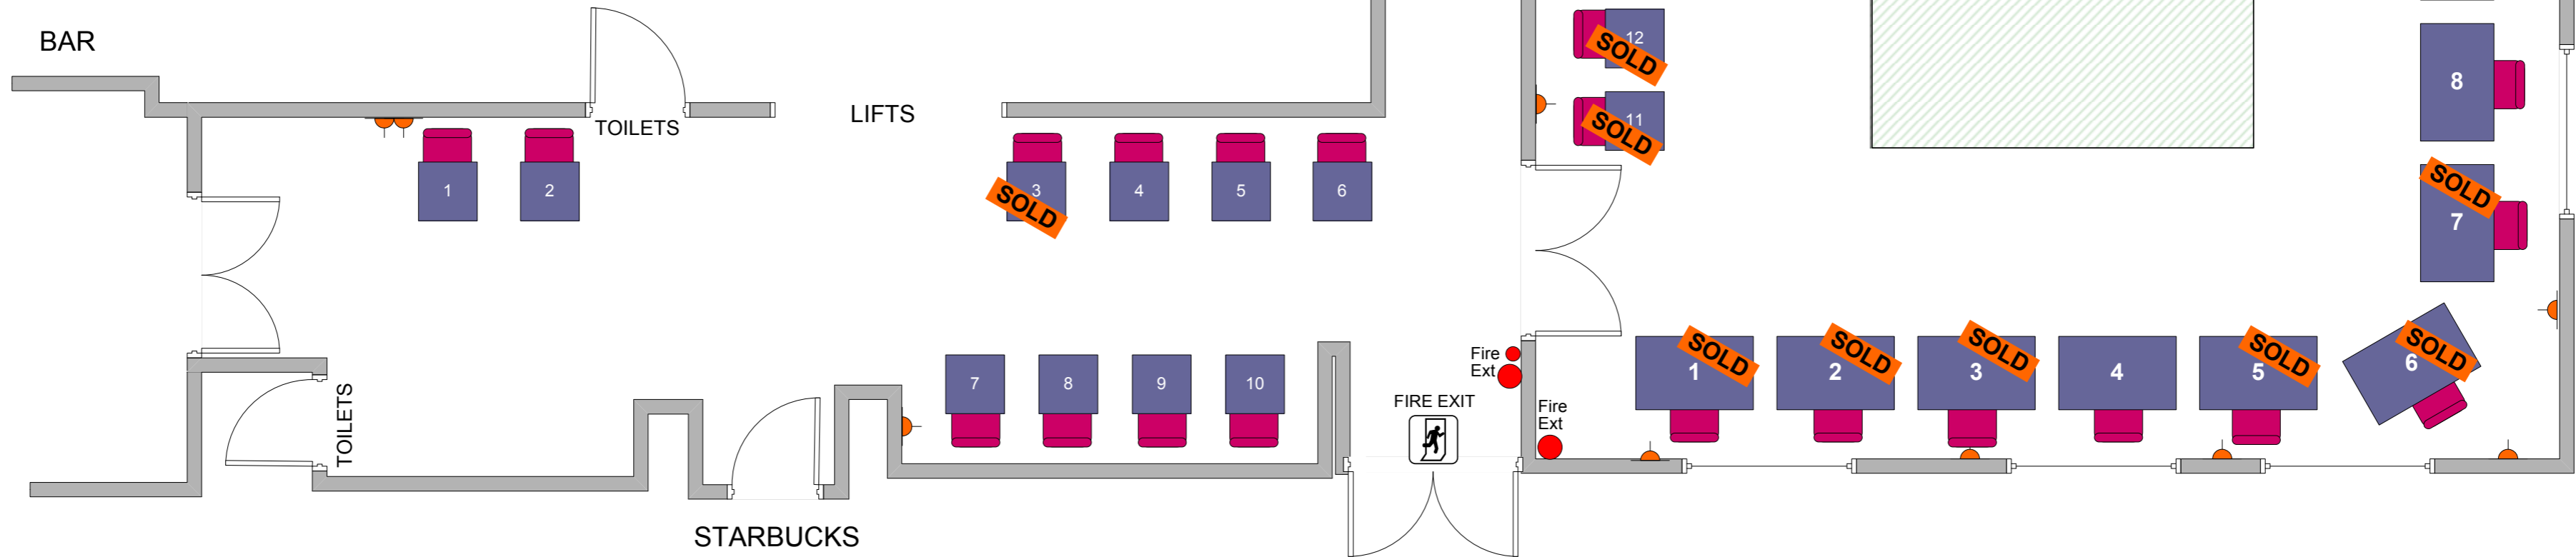 BAR
TOILETS
LIFTS
1
2
3
SOLD
4
5
6
7
8
9
10
TOILETS
STARBUCKS
Fire
Ext
FIRE EXIT
Fire
Ext
12
SOLD
11
SOLD
8
SOLD
7
SOLD
1
SOLD
2
SOLD
3
4
SOLD
5
SOLD
6